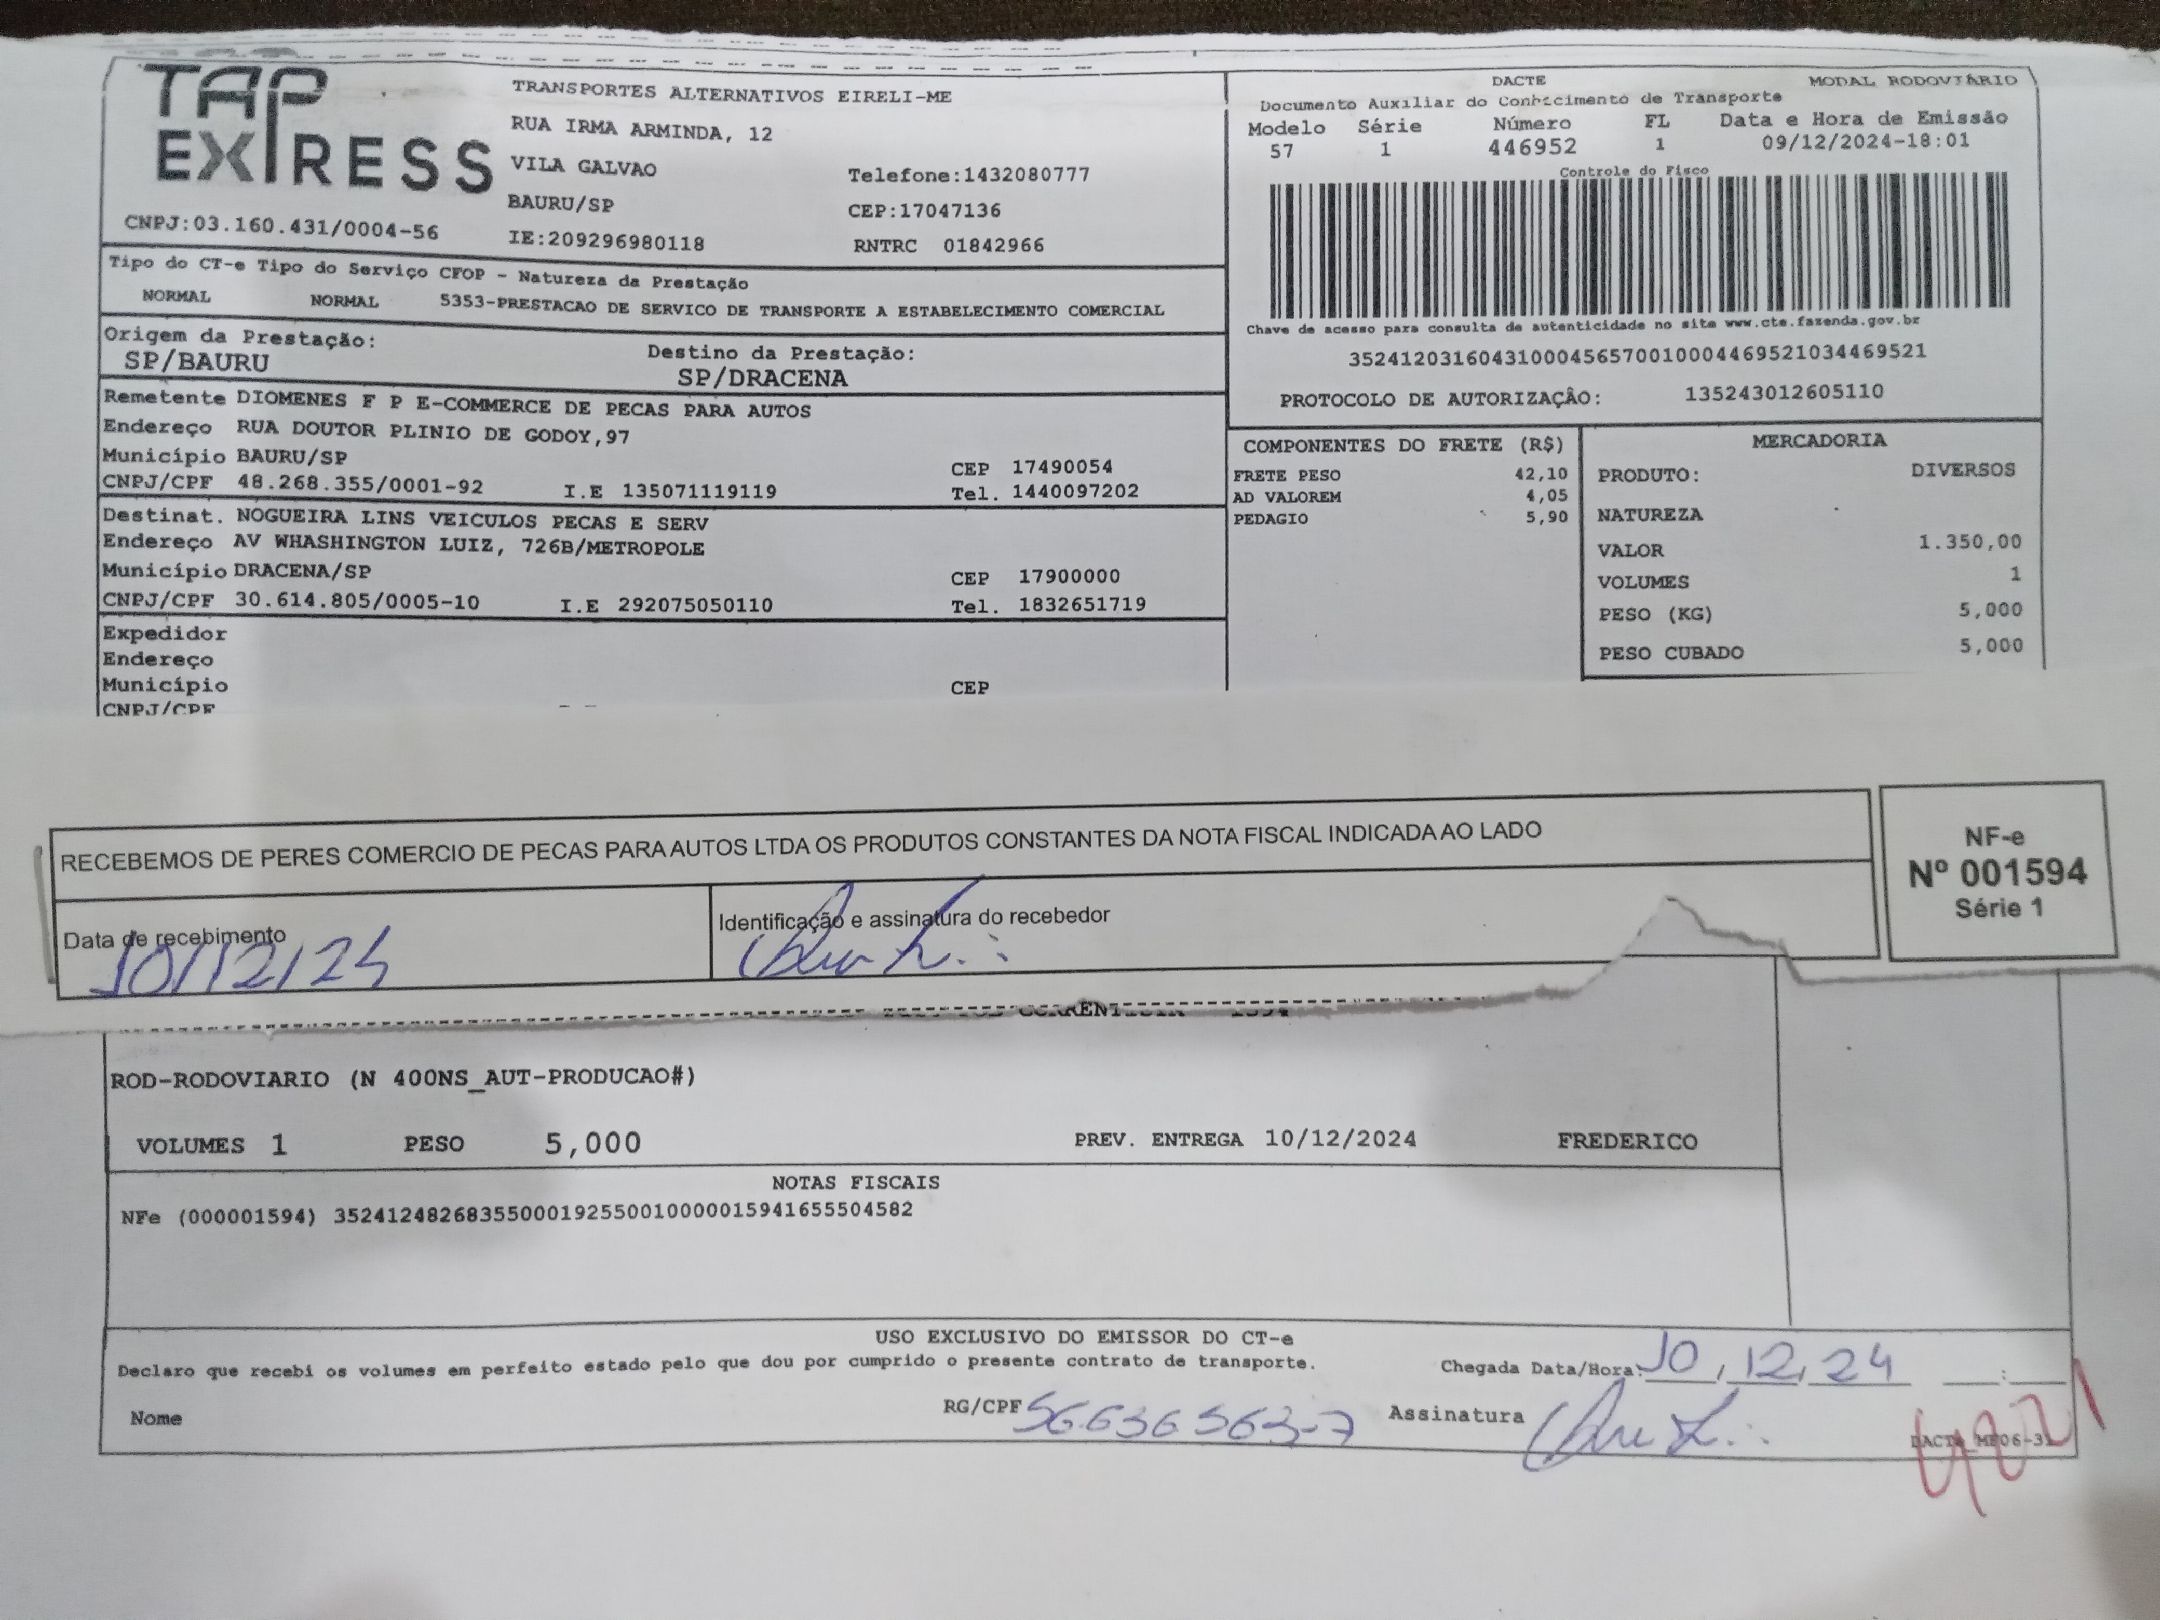 TAP EXPRESS
TRANSPORTES ALTERNATIVOS EIRELI-ME
RUA IRMA ARMINDA, 12
VILA GALVAO
Telefone:1432080777
BAURU/SP
CEP:17047136
CNPJ:03.160.431/0004-56
IE:209296980118
RNTRC 01842966
DACTE
MODAL RODOVIÁRIO
Documento Auxiliar do Conhecimento de Transporte
Modelo Série Número FL Data e Hora de Emissão
57 1 446952 1 09/12/2024-18:01
Controle do Fisco
Chave de acesso para consulta de autenticidade no site www.cte.fazenda.gov.br
35241203160431000456570010004469521034469521
PROTOCOLO DE AUTORIZAÇÂO: 135243012605110
Tipo do CT-e Tipo do Serviço CFOP - Natureza da Prestação
NORMAL NORMAL 5353-PRESTACAO DE SERVICO DE TRANSPORTE A ESTABELECIMENTO COMERCIAL
Origem da Prestação:
SP/BAURU
Destino da Prestação:
SP/DRACENA
Remetente DIOMENES F P E-COMMERCE DE PECAS PARA AUTOS
Endereço RUA DOUTOR PLINIO DE GODOY,97
Município BAURU/SP CEP 17490054
CNPJ/CPF 48.268.355/0001-92 I.E 135071119119 Tel. 1440097202
Destinat. NOGUEIRA LINS VEICULOS PECAS E SERV
Endereço AV WHASHINGTON LUIZ, 726B/METROPOLE
Município DRACENA/SP CEP 17900000
CNPJ/CPF 30.614.805/0005-10 I.E 292075050110 Tel. 1832651719
Expedidor
Endereço
Município CEP
CNPJ/CPF
COMPONENTES DO FRETE (R$)
FRETE PESO 42,10
AD VALOREM 4,05
PEDAGIO 5,90
MERCADORIA
PRODUTO: DIVERSOS
NATUREZA
VALOR 1.350,00
VOLUMES 1
PESO (KG) 5,000
PESO CUBADO 5,000
RECEBEMOS DE PERES COMERCIO DE PECAS PARA AUTOS LTDA OS PRODUTOS CONSTANTES DA NOTA FISCAL INDICADA AO LADO
Data de recebimento
10/12/24
Identificação e assinatura do recebedor
NF-e
Nº 001594
Série 1
ROD-RODOVIARIO (N 400NS_AUT-PRODUCAO#)
VOLUMES 1 PESO 5,000 PREV. ENTREGA 10/12/2024 FREDERICO
NOTAS FISCAIS
NFe (000001594) 35241248268355000192550010000015941655504582
USO EXCLUSIVO DO EMISSOR DO CT-e
Declaro que recebi os volumes em perfeito estado pelo que dou por cumprido o presente contrato de transporte.
Chegada Data/Hora: 10, 12, 24 :
Nome
RG/CPF 56.636.563-7
Assinatura